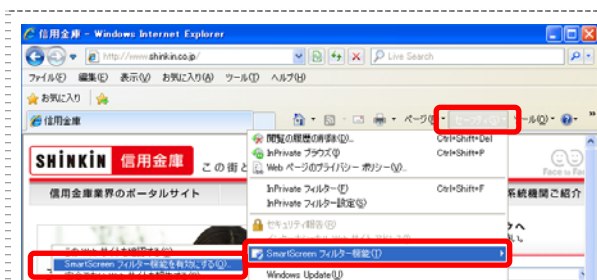 信用金庫 - Windows Internet Explorer
http://www.shinkin.co.jp/
Live Search
ファイル(F) 編集(E) 表示(V) お気に入り(A) ツール(T) ヘルプ(H)
お気に入り
信用金庫
ページ(P)
セーフティ(S)
ツール(O)
閲覧の履歴の削除(D)... Ctrl+Shift+Del
InPrivate ブラウズ(I) Ctrl+Shift+P
Web ページのプライバシー ポリシー(V)...
InPrivate フィルター(F) Ctrl+Shift+F
InPrivate フィルター設定(S)
セキュリティ報告(R)
SmartScreen フィルター機能(T)
Windows Update(U)
SHiNKiN 信用金庫 この街と
Face to Fac
信用金庫業界のポータルサイト
系統機関ご紹介
SmartScreen フィルター機能を有効にする(O)...